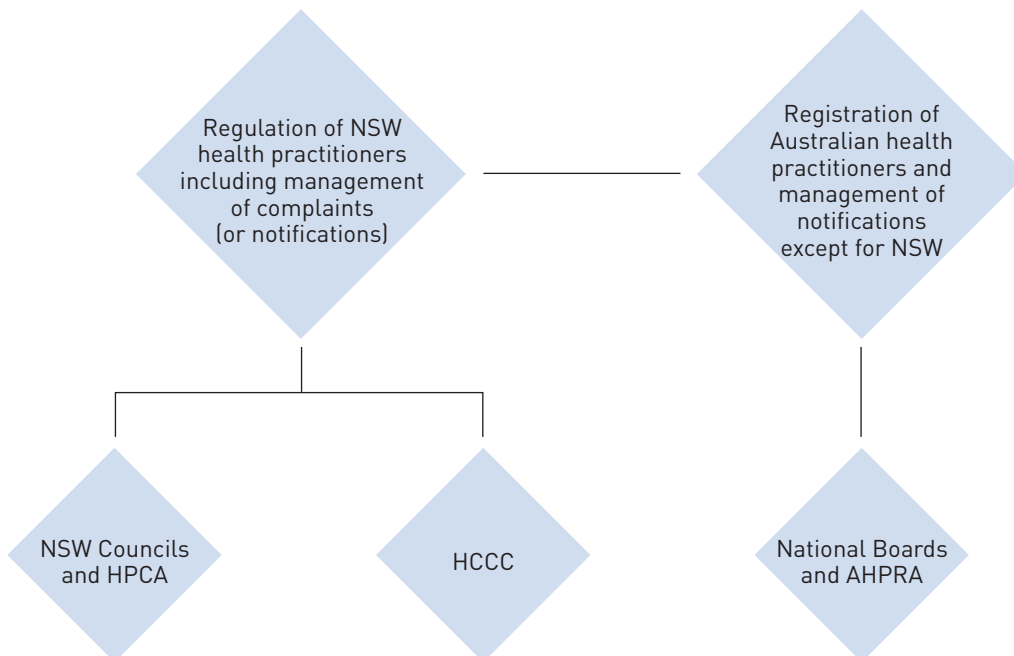 Regulation of NSW
health practitioners
including management
of complaints
(or notifications)
Registration of
Australian health
practitioners and
management of
notifications
except for NSW
NSW Councils
and HPCA
HCCC
National Boards
and AHPRA